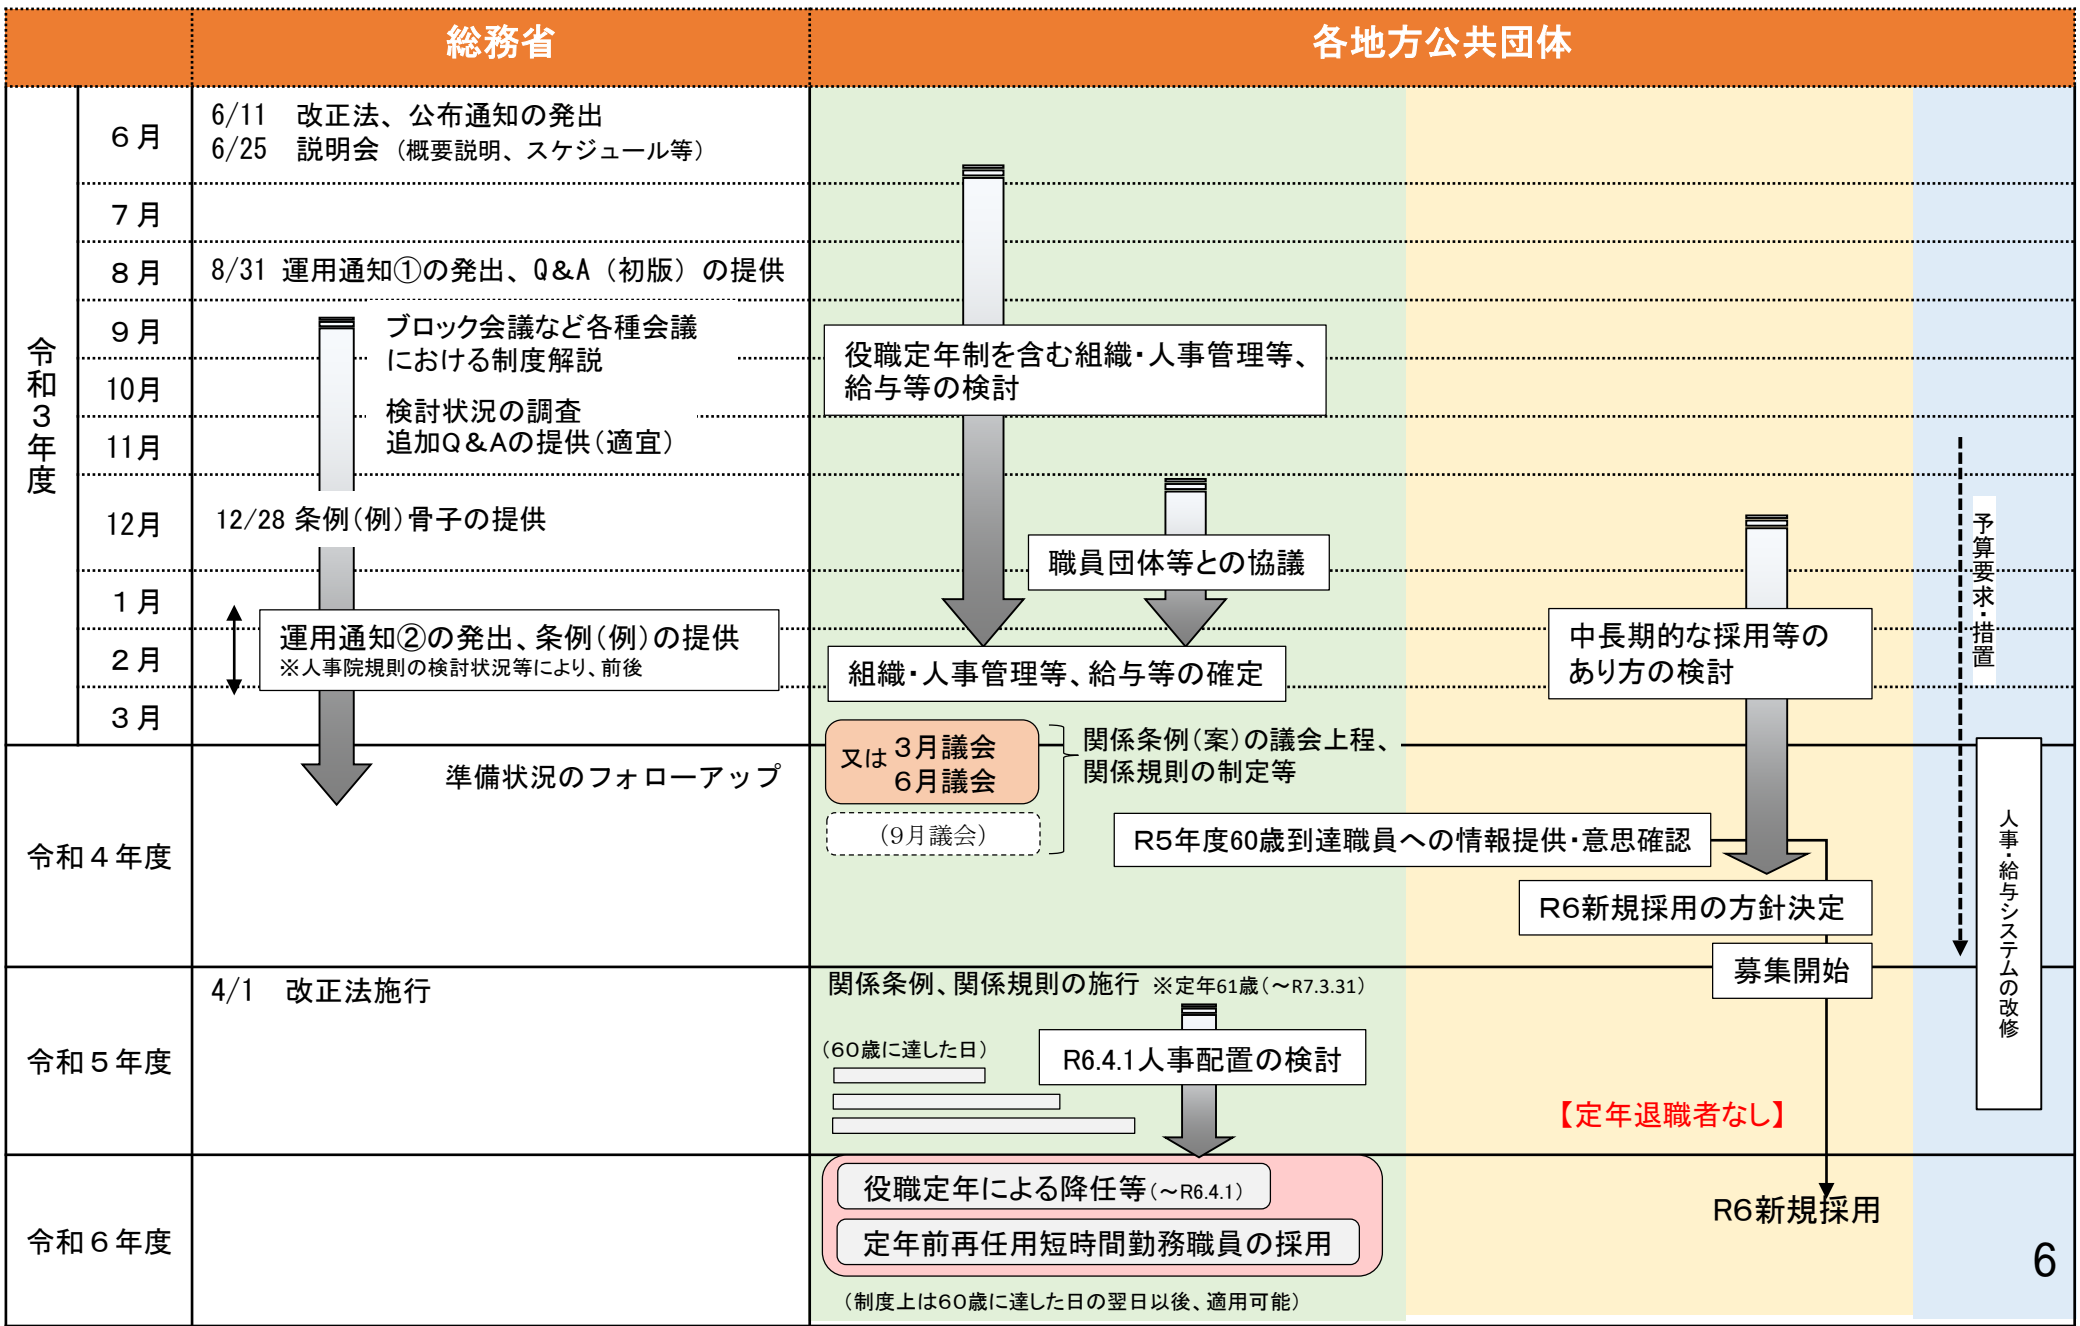 総務省
各地方公共団体
令和3年度
6月
6/11 改正法、公布通知の発出
6/25 説明会（概要説明、スケジュール等）
7月
8月
8/31 運用通知①の発出、Q&A（初版）の提供
9月
ブロック会議など各種会議
における制度解説
10月
検討状況の調査
追加Q&Aの提供（適宜）
11月
12月
12/28 条例（例）骨子の提供
1月
運用通知②の発出、条例（例）の提供
※人事院規則の検討状況等により、前後
2月
3月
役職定年制を含む組織・人事管理等、
給与等の検討
職員団体等との協議
組織・人事管理等、給与等の確定
中長期的な採用等の
あり方の検討
予算要求・措置
又は
3月議会
6月議会
（9月議会）
関係条例（案）の議会上程、
関係規則の制定等
令和4年度
準備状況のフォローアップ
R5年度60歳到達職員への情報提供・意思確認
R6新規採用の方針決定
募集開始
人事・給与システムの改修
令和5年度
4/1 改正法施行
関係条例、関係規則の施行 ※定年61歳（～R7.3.31）
（60歳に達した日）
R6.4.1人事配置の検討
【定年退職者なし】
令和6年度
役職定年による降任等（～R6.4.1）
定年前再任用短時間勤務職員の採用
（制度上は60歳に達した日の翌日以後、適用可能）
R6新規採用
6